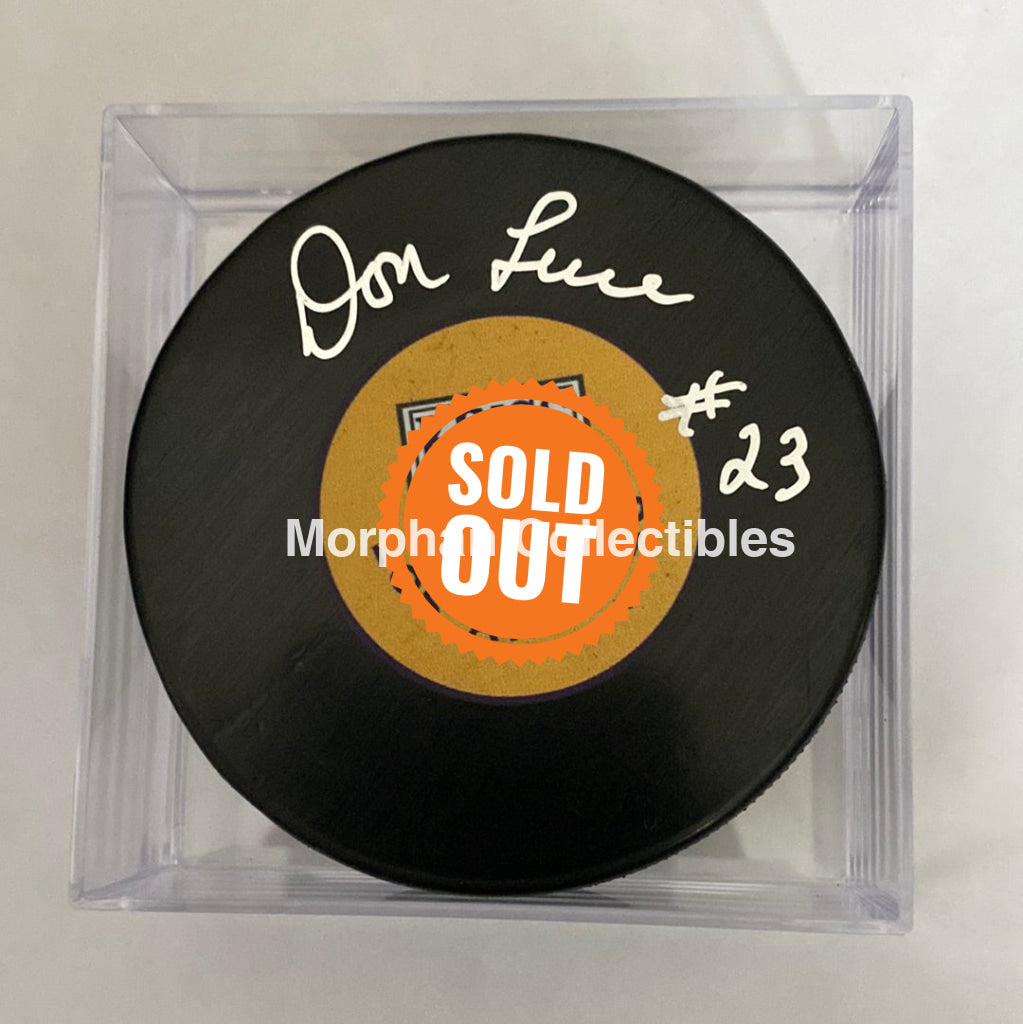 Don Luce
#23
SOLD
OUT
Morphan Collectibles